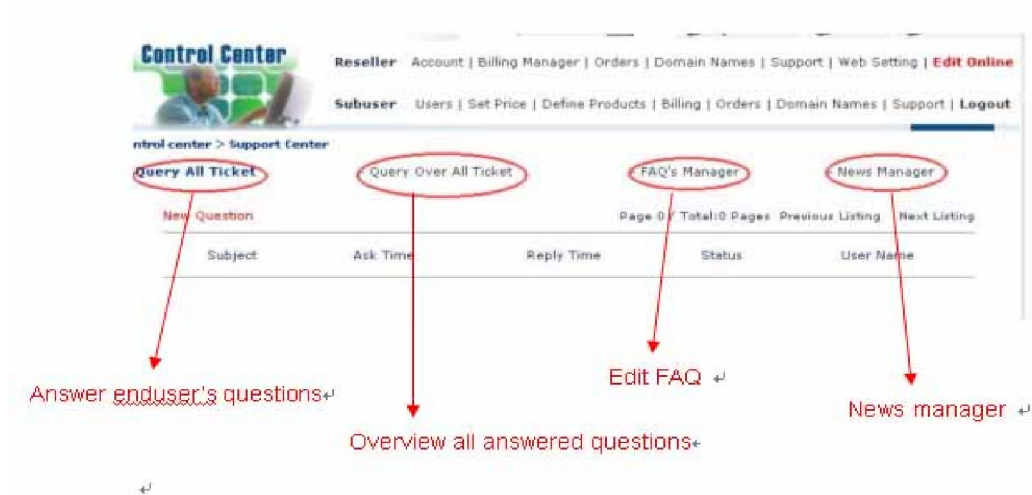 Control Center
Reseller Account | Billing Manager | Orders | Domain Names | Support | Web Setting | Edit Online
Subuser Users | Set Price | Define Products | Billing | Orders | Domain Names | Support | Logout
ntrol center > Support Center
Query All Ticket - Query Over All Ticket - FAQ's Manager - News Manager
New Question Page 0 / Total:0 Pages Previous Listing Next Listing
Subject Ask Time Reply Time Status User Name
Answer enduser's questions↵
Edit FAQ ↵
News manager ↵
Overview all answered questions↵
↵